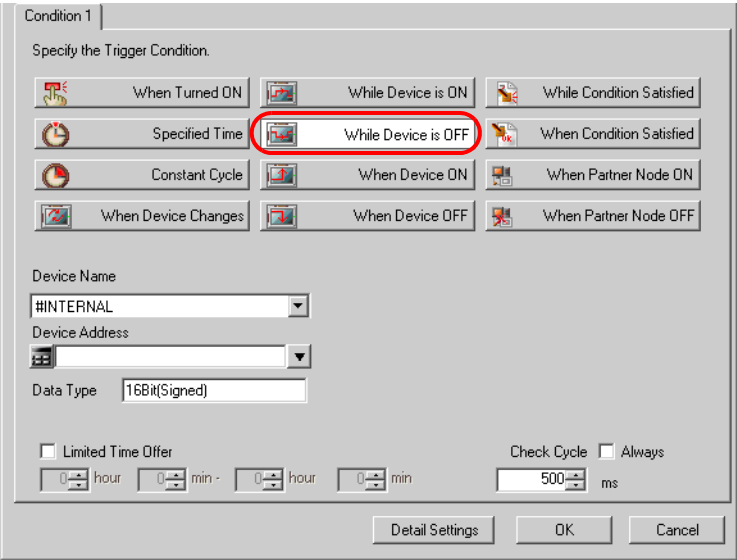 Condition 1
Specify the Trigger Condition.
When Turned ON While Device is ON While Condition Satisfied
Specified Time While Device is OFF When Condition Satisfied
Constant Cycle When Device ON When Partner Node ON
When Device Changes When Device OFF When Partner Node OFF
Device Name
#INTERNAL
Device Address
Data Type 16Bit(Signed)
Limited Time Offer Check Cycle Always
0 hour 0 min - 0 hour 0 min 500 ms
Detail Settings OK Cancel